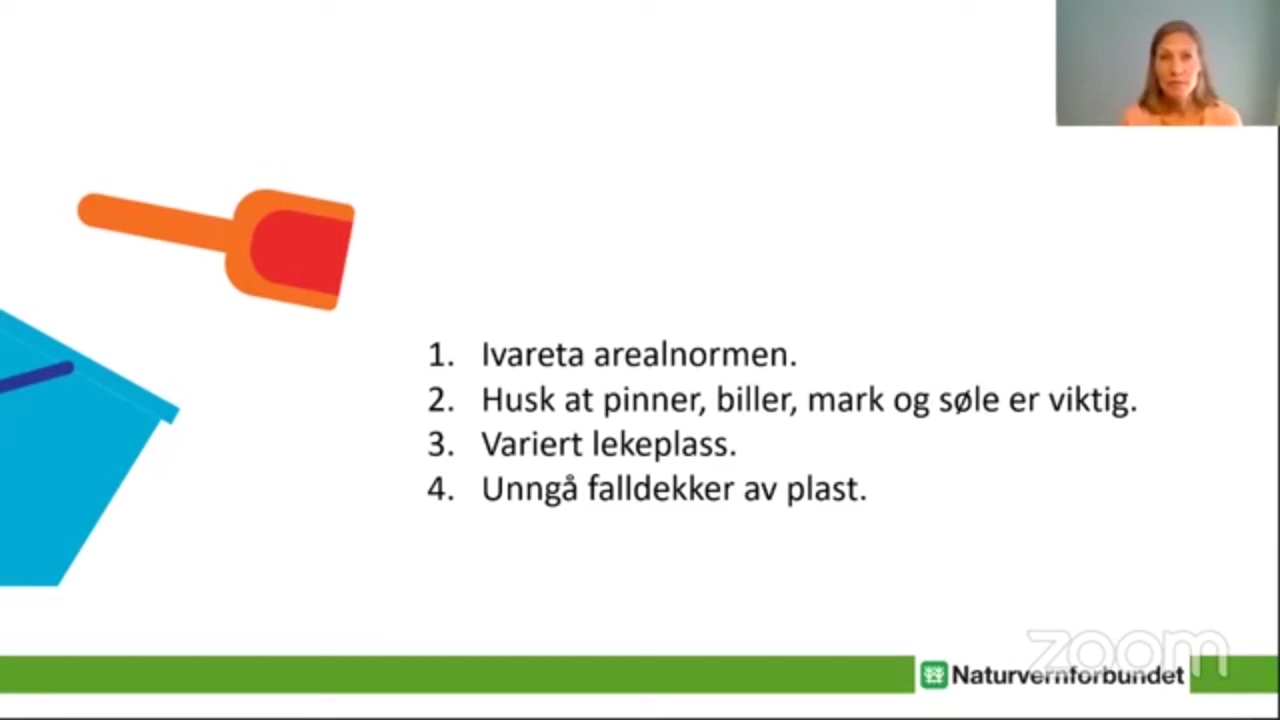 1. Ivareta arealnormen.
2. Husk at pinner, biller, mark og søle er viktig.
3. Variert lekeplass.
4. Unngå falldekker av plast.
zoom
Naturvernforbundet